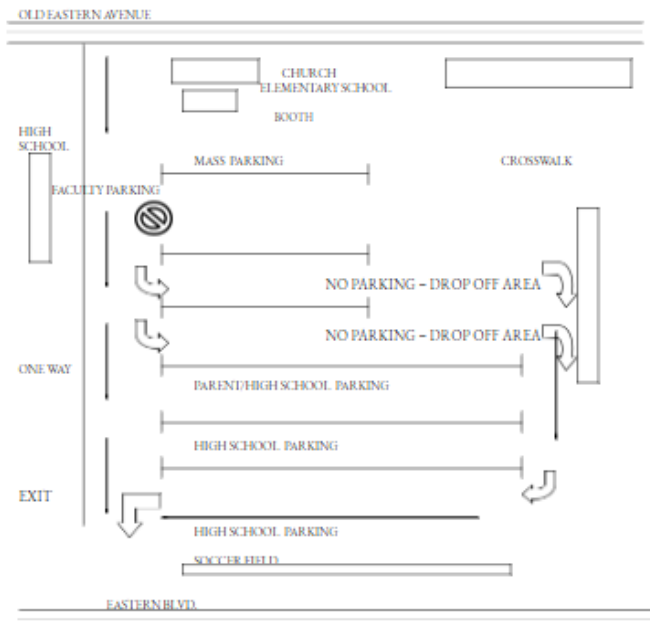 OLD EASTERN AVENUE
CHURCH
ELEMENTARY SCHOOL
BOOTH
HIGH
SCHOOL
MASS PARKING
CROSSWALK
FACULTY PARKING
NO PARKING – DROP OFF AREA
NO PARKING – DROP OFF AREA
ONE WAY
PARENT/HIGH SCHOOL PARKING
HIGH SCHOOL PARKING
EXIT
HIGH SCHOOL PARKING
SOCCER FIELD
EASTERN BLVD.